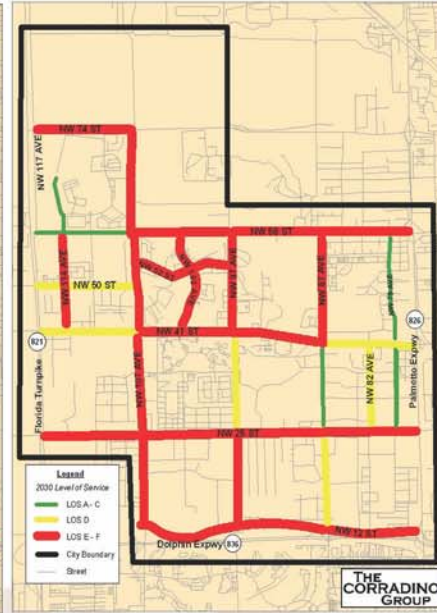 NW 74 ST
NW 117 AVE
NW 58 ST
NW 114 AVE
NW 50 ST
NW 41 ST
NW 97 AVE
NW 87 AVE
NW 79 AVE
821
826
Florida Turnpike
NW 107 AVE
NW 82 AVE
Palmetto Expwy
NW 25 ST
NW 12 ST
Dolphin Expwy
836
Legend
2030 Level of Service
LOS A - C
LOS D
LOS E - F
City Boundary
Street
THE
CORRADINO
GROUP